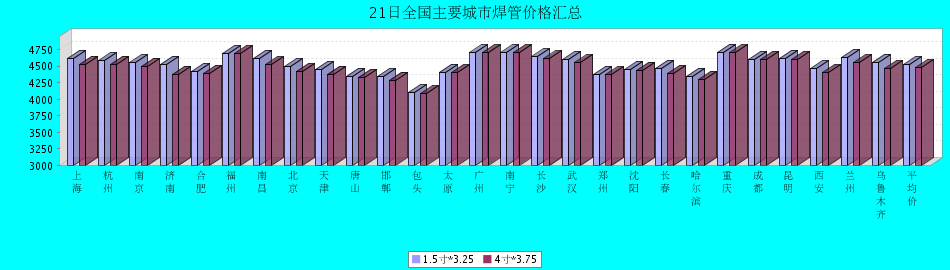 21日全国主要城市焊管价格汇总
4750
4500
4250
4000
3750
3500
3250
3000
上海
杭州
南京
济南
合肥
福州
南昌
北京
天津
唐山
邯郸
包头
太原
广州
南宁
长沙
武汉
郑州
沈阳
长春
哈尔滨
重庆
成都
昆明
西安
兰州
乌鲁木齐
平均价
1.5寸*3.25
4寸*3.75